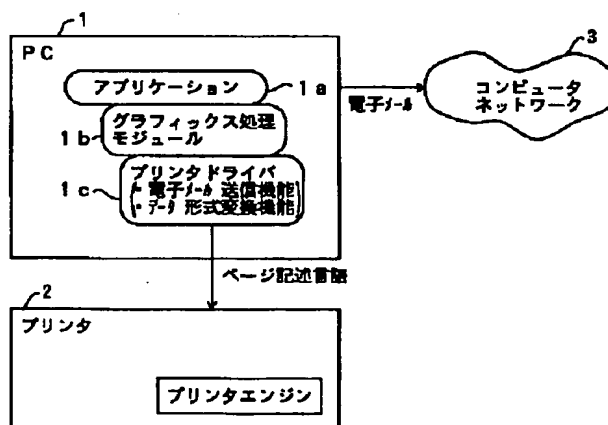 1
PC
アプリケーション
1a
グラフィックス処理
モジュール
1b
プリンタドライバ
・電子メール 送信機能
・データ 形式変換機能
1c
電子メール
3
コンピュータ
ネットワーク
ページ記述言語
2
プリンタ
プリンタエンジン